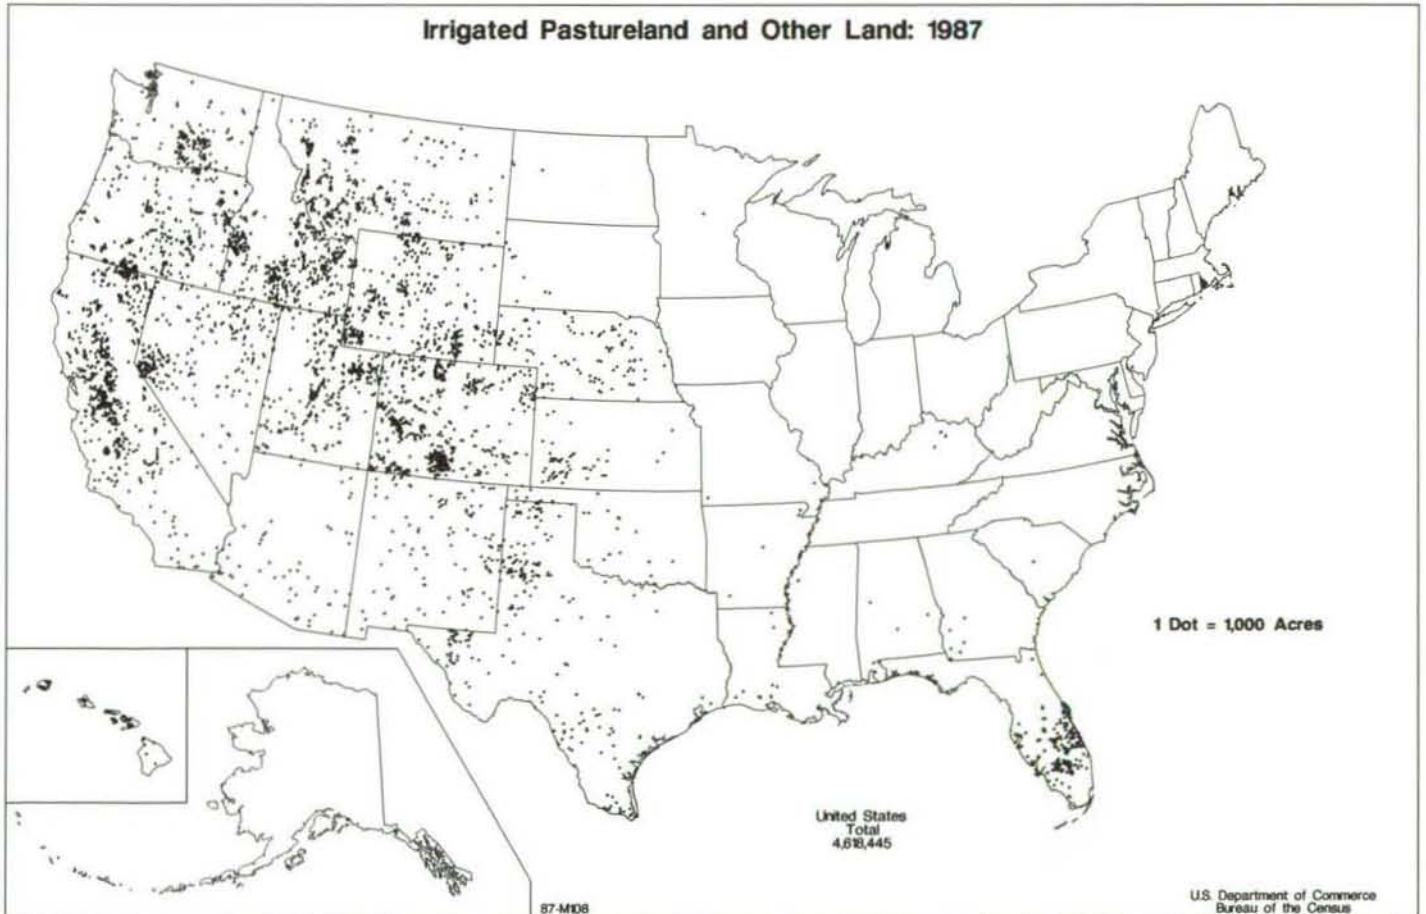 Irrigated Pastureland and Other Land: 1987
1 Dot = 1,000 Acres
United States
Total
4,618,445
87-M108
U.S. Department of Commerce
Bureau of the Census